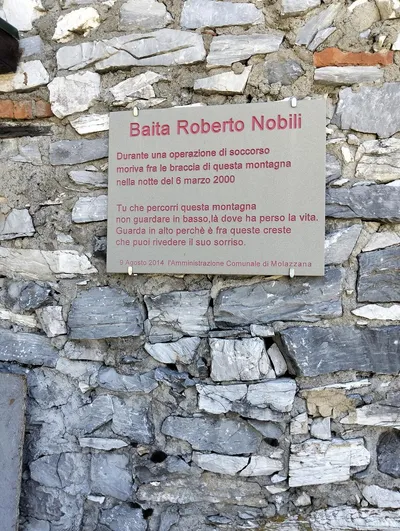 Baita Roberto Nobili
Durante una operazione di soccorso
moriva fra le braccia di questa montagna
nella notte del 6 marzo 2000
Tu che percorri questa montagna
non guardare in basso,là dove ha perso la vita.
Guarda in alto perchè è fra queste creste
che puoi rivedere il suo sorriso.
9 Agosto 2014 l'Amministrazione Comunale di Molazzana